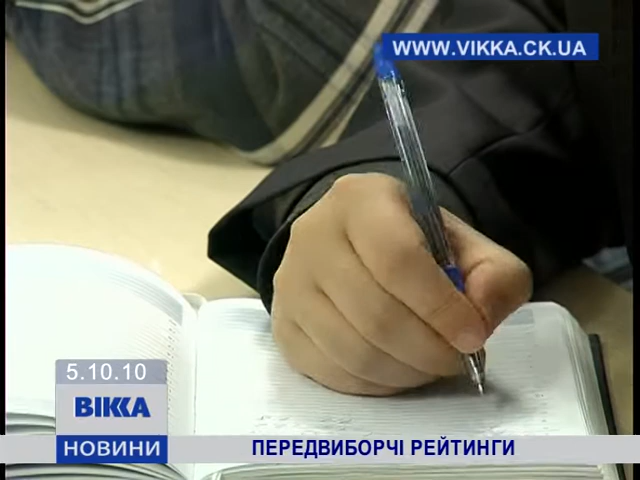 WWW.VIKKA.CK.UA
5.10.10
ВІККА
НОВИНИ
ПЕРЕДВИБОРЧІ РЕЙТИНГИ